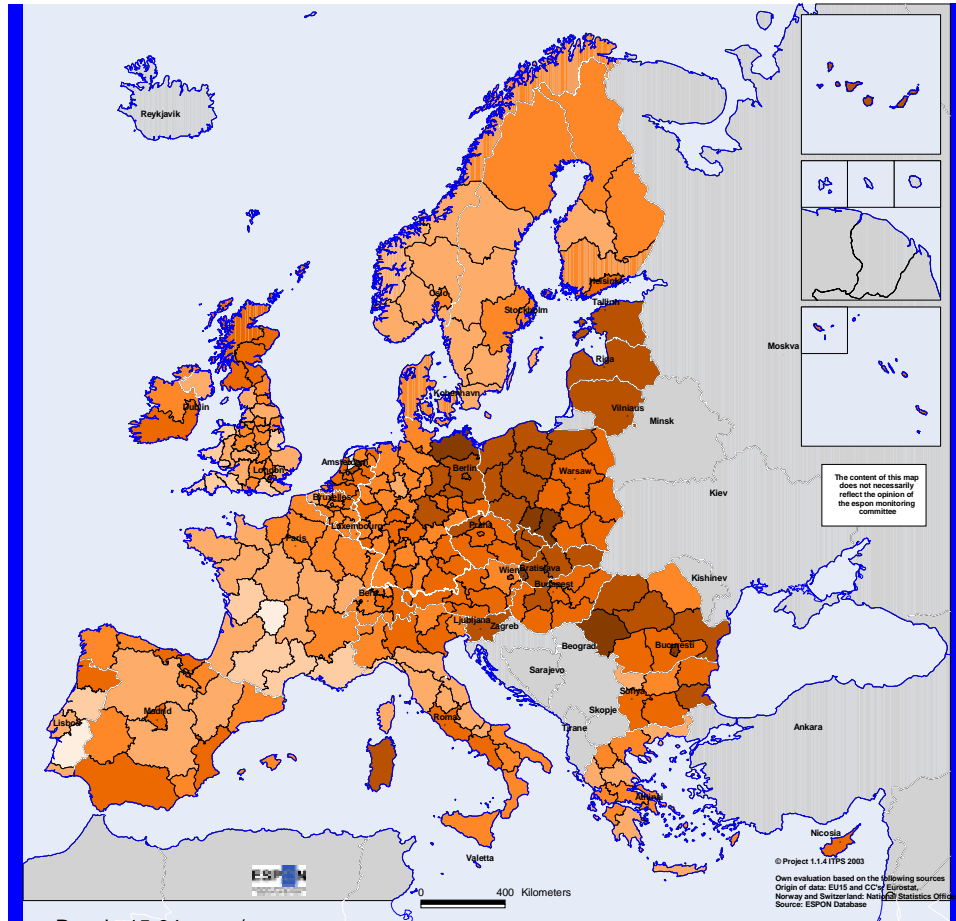 Reykjavik
Moskva
Helsinki
Tallinn
Oslo
Stockholm
Riga
Kobenhavn
Dublin
Vilniaus
Minsk
London
Amsterdam
Berlin
Warsaw
The content of this map
does not necessarily
reflect the opinion of
the espon monitoring
committee
Kiev
Bruxelles
Luxembourg
Praha
Paris
Wien
Bratislava
Kishinev
Budapest
Bern
Ljubljana
Zagreb
Beograd
Bucuresti
Sarajevo
Sofiya
Skopje
Madrid
Lisboa
Roma
Tirane
Ankara
Athinai
Nicosia
Valetta
© Project 1.1.4 ITPS 2003
Own evaluation based on the following sources
Origin of data: EU15 and CC's: Eurostat,
Norway and Switzerland: National Statistics Offic
Source: ESPON Database
ESPON
0 400 Kilometers